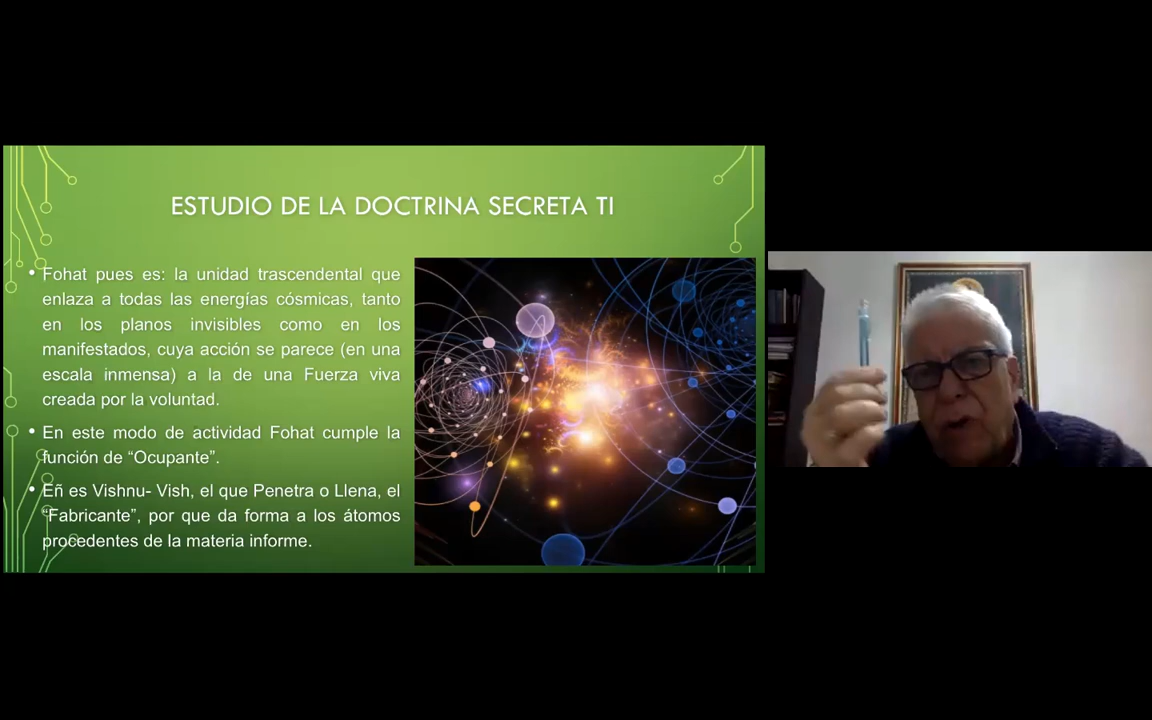 ESTUDIO DE LA DOCTRINA SECRETA TI
• Fohat pues es: la unidad trascendental que
enlaza a todas las energías cósmicas, tanto
en los planos invisibles como en los
manifestados, cuya acción se parece (en una
escala inmensa) a la de una Fuerza viva
creada por la voluntad.
• En este modo de actividad Fohat cumple la
función de “Ocupante”.
• Eñ es Vishnu- Vish, el que Penetra o Llena, el
“Fabricante”, por que da forma a los átomos
procedentes de la materia informe.